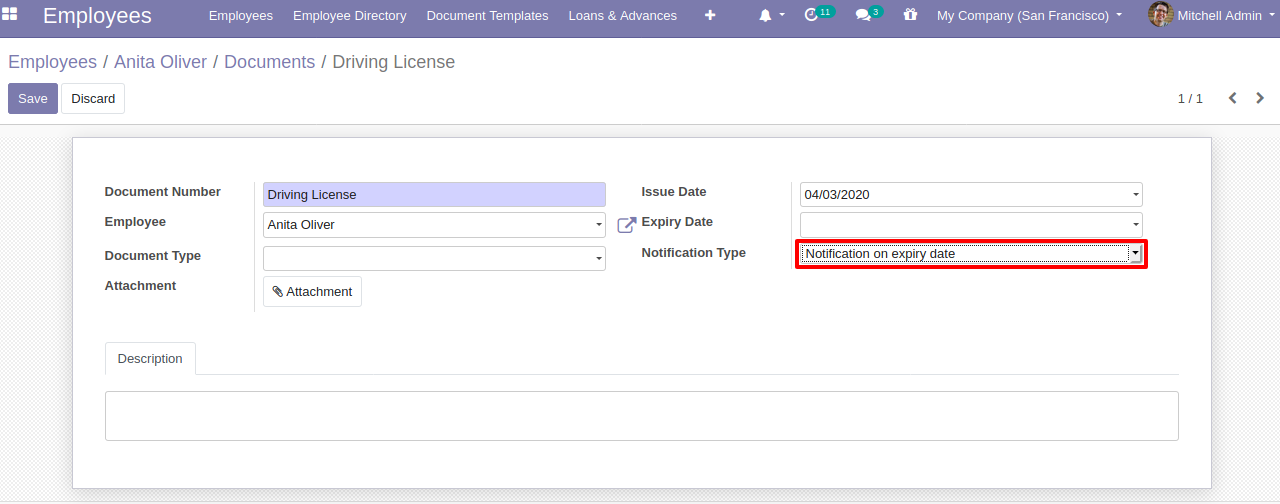 Employees Employees Employee Directory Document Templates Loans & Advances 11 3 My Company (San Francisco) Mitchell Admin
Employees / Anita Oliver / Documents / Driving License
Save Discard 1 / 1
Document Number Driving License Issue Date 04/03/2020
Employee Anita Oliver Expiry Date
Document Type Notification Type Notification on expiry date
Attachment Attachment
Description